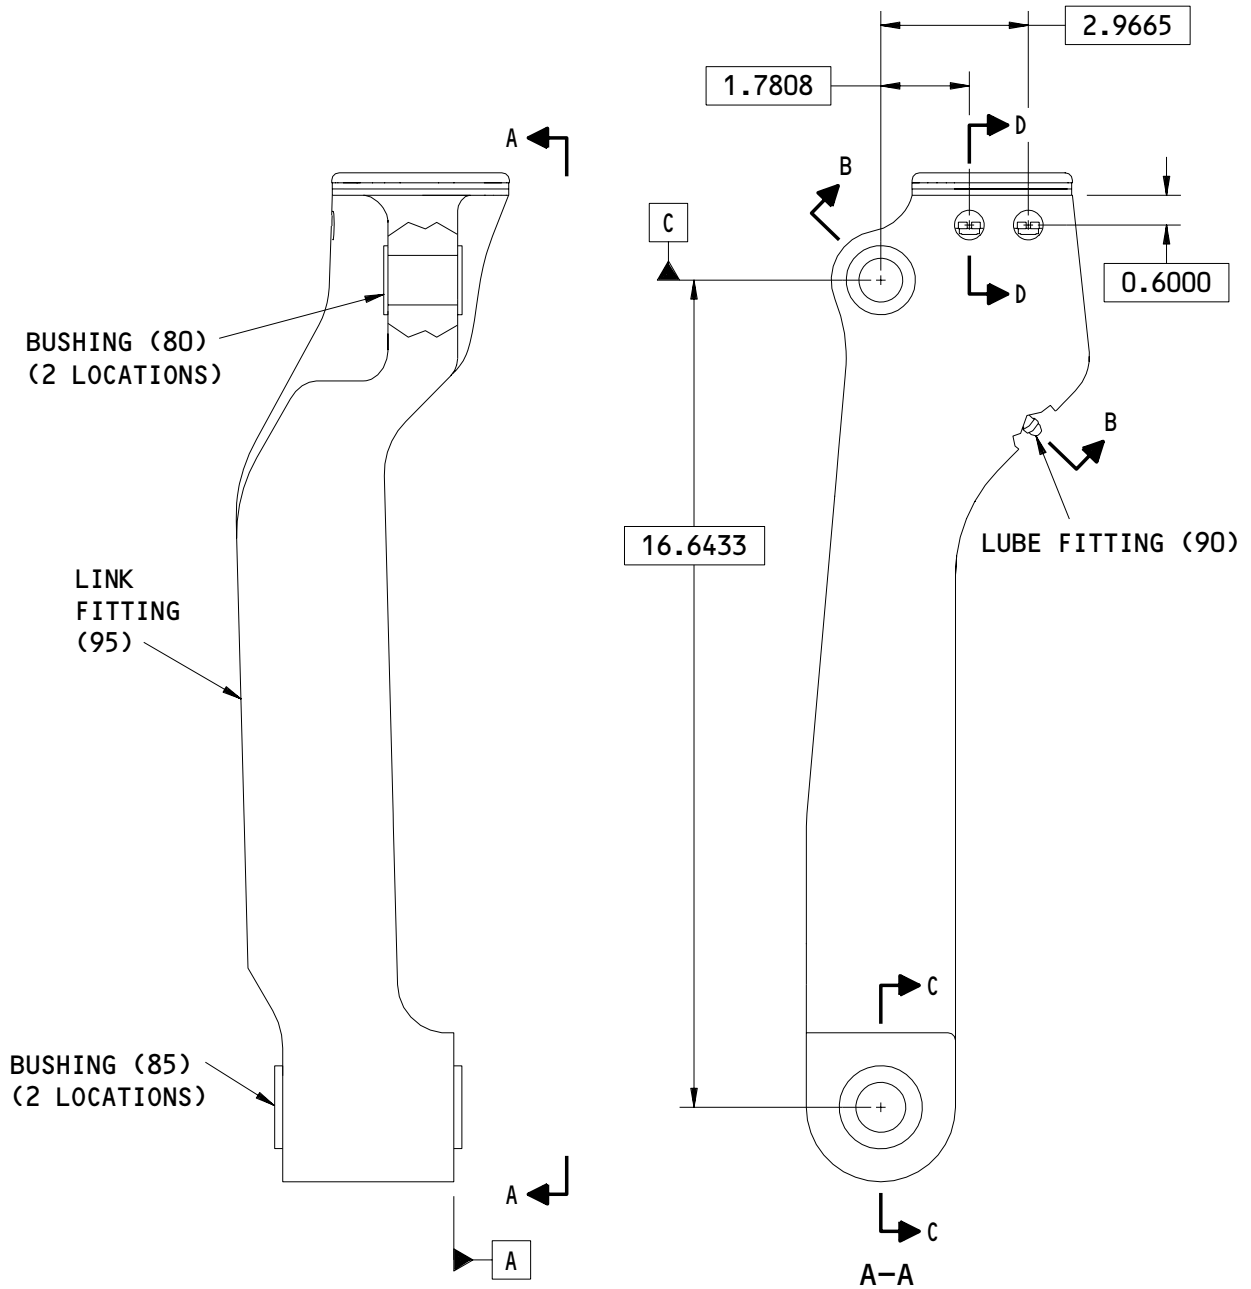 2.9665
1.7808
A
D
B
C
D
0.6000
BUSHING (80)
(2 LOCATIONS)
B
16.6433
LUBE FITTING (90)
LINK
FITTING
(95)
C
BUSHING (85)
(2 LOCATIONS)
A
C
A
A-A